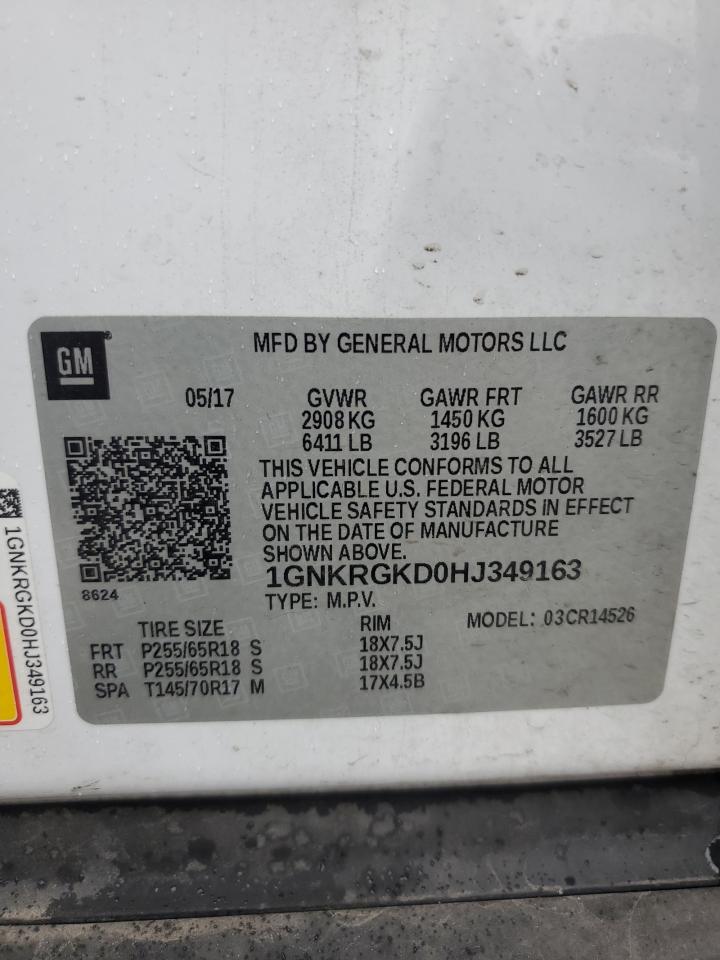 GM
MFD BY GENERAL MOTORS LLC
05/17 GVWR GAWR FRT GAWR RR
2908 KG 1450 KG 1600 KG
6411 LB 3196 LB 3527 LB
THIS VEHICLE CONFORMS TO ALL
APPLICABLE U.S. FEDERAL MOTOR
VEHICLE SAFETY STANDARDS IN EFFECT
ON THE DATE OF MANUFACTURE
SHOWN ABOVE.
1GNKRGKD0HJ349163
8624
TYPE: M.P.V. MODEL: 03CR14526
TIRE SIZE RIM
FRT P255/65R18 S 18X7.5J
RR P255/65R18 S 18X7.5J
SPA T145/70R17 M 17X4.5B
1GNKRGKD0HJ349163